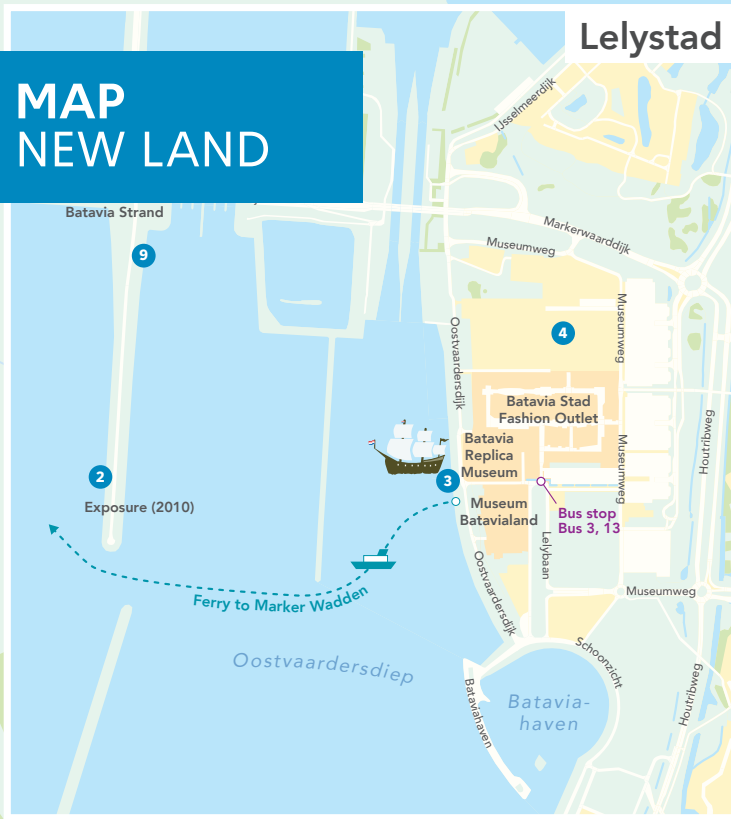 Lelystad
MAP
NEW LAND
IJsselmeerdijk
Batavia Strand
Markerwaarddijk
Museumweg
9
Museumweg
4
Oostvaardersdijk
Batavia Stad
Fashion Outlet
Houtribweg
Batavia
Replica
Museum
Museumweg
2
3
Exposure (2010)
Museum
Batavialand
Bus stop
Bus 3, 13
Lelybaan
Oostvaardersdijk
Ferry to Marker Wadden
Museumweg
Schoonzicht
Oostvaardersdiep
Bataviahaven
Batavia-
haven
Houtribweg